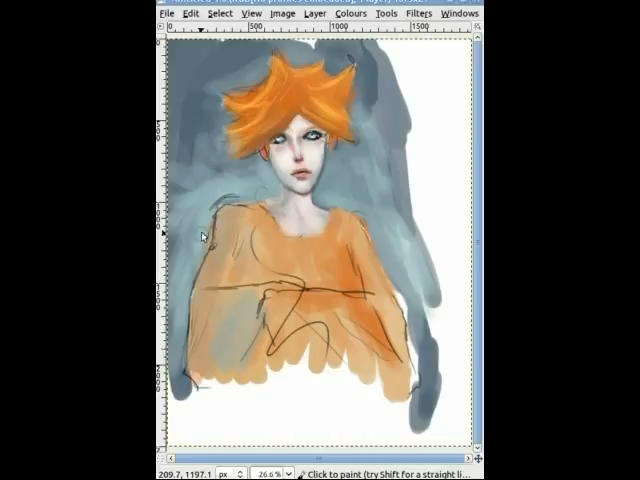 File Edit Select View Image Layer Colours Tools Filters Windows
0 500 1000 1500
209.7, 1197.1 px 26.6% Click to paint (try Shift for a straight li...